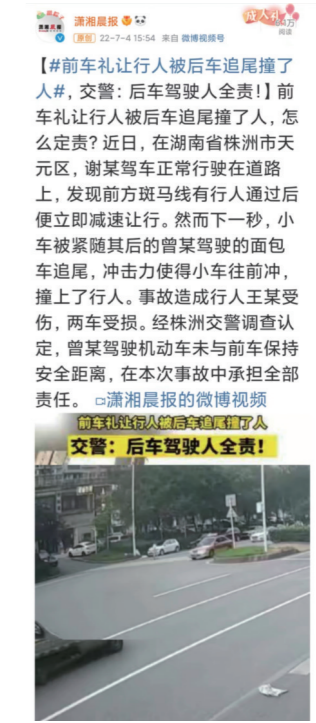 潇湘晨报
原创 22-7-4 15:54 来自 微博视频号
成人礼
万
阅读
【#前车礼让行人被后车追尾撞了
人#，交警：后车驾驶人全责！】前
车礼让行人被后车追尾撞了人，怎
么定责？近日，在湖南省株洲市天
元区，谢某驾车正常行驶在道路
上，发现前方斑马线有行人通过后
便立即减速让行。然而下一秒，小
车被紧随其后的曾某驾驶的面包
车追尾，冲击力使得小车往前冲，
撞上了行人。事故造成行人王某受
伤，两车受损。经株洲交警调查认
定，曾某驾驶机动车未与前车保持
安全距离，在本次事故中承担全部
责任。 潇湘晨报的微博视频
前车礼让行人被后车追尾撞了人
交警：后车驾驶人全责！